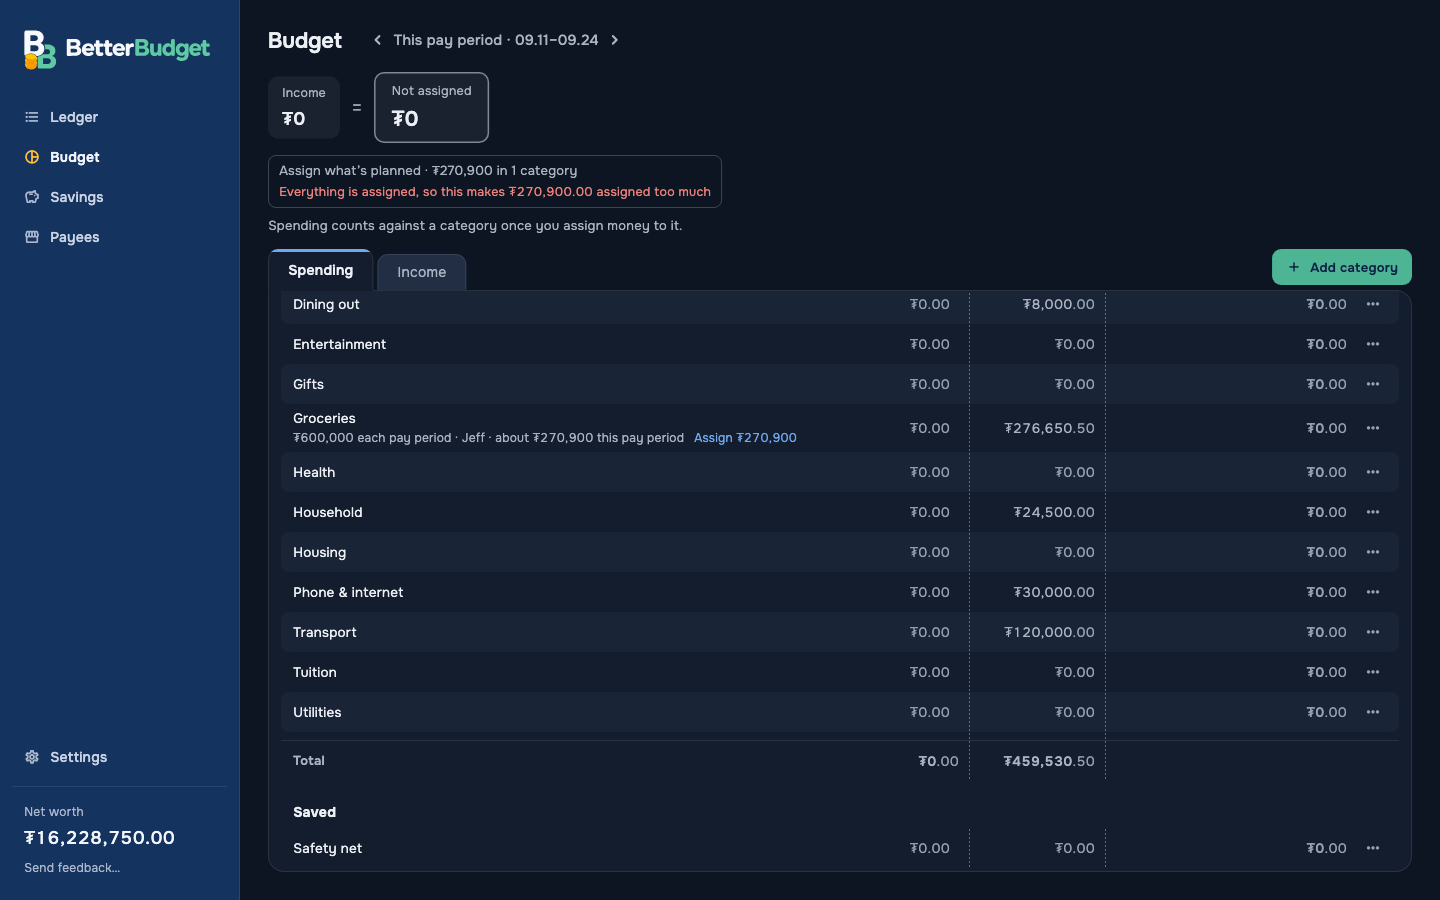 BetterBudget
Ledger
Budget
Savings
Payees
Settings
Net worth
₮16,228,750.00
Send feedback...
Budget
This pay period · 09.11–09.24
Income
₮0
=
Not assigned
₮0
Assign what's planned · ₮270,900 in 1 category
Everything is assigned, so this makes ₮270,900.00 assigned too much
Spending counts against a category once you assign money to it.
Spending
Income
+ Add category
Dining out ₮0.00 ₮8,000.00 ₮0.00 •••
Entertainment ₮0.00 ₮0.00 ₮0.00 •••
Gifts ₮0.00 ₮0.00 ₮0.00 •••
Groceries
₮600,000 each pay period · Jeff · about ₮270,900 this pay period Assign ₮270,900
₮0.00 ₮276,650.50 ₮0.00 •••
Health ₮0.00 ₮0.00 ₮0.00 •••
Household ₮0.00 ₮24,500.00 ₮0.00 •••
Housing ₮0.00 ₮0.00 ₮0.00 •••
Phone & internet ₮0.00 ₮30,000.00 ₮0.00 •••
Transport ₮0.00 ₮120,000.00 ₮0.00 •••
Tuition ₮0.00 ₮0.00 ₮0.00 •••
Utilities ₮0.00 ₮0.00 ₮0.00 •••
Total ₮0.00 ₮459,530.50
Saved
Safety net ₮0.00 ₮0.00 ₮0.00 •••